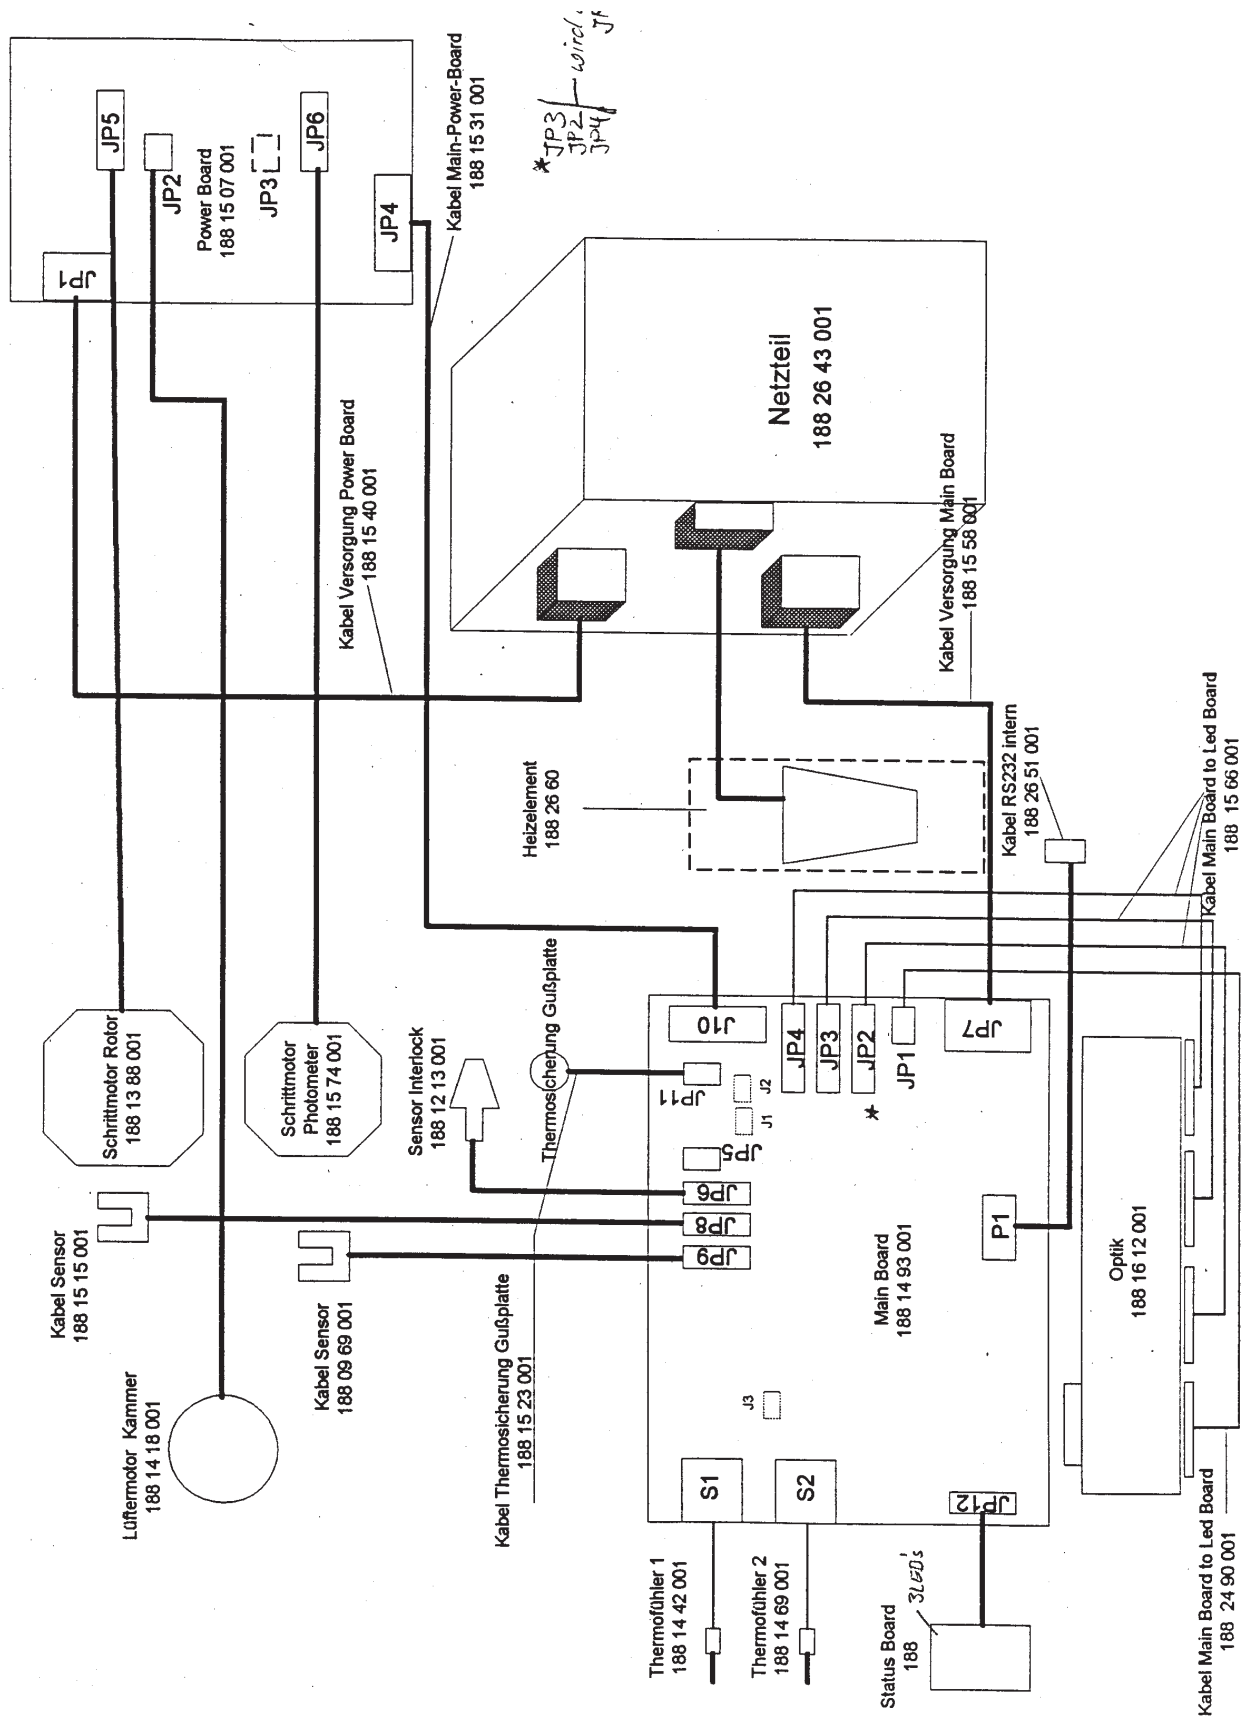 Lüftermotor Kammer
188 14 18 001
Kabel Sensor
188 15 15 001
Schrittmotor Rotor
188 13 88 001
JP1
JP5
JP2
Power Board
188 15 07 001
JP3
JP6
JP4
Schrittmotor
Photometer
188 15 74 001
Kabel Sensor
188 09 69 001
Sensor Interlock
188 12 13 001
Kabel Versorgung Power Board
188 15 40 001
Kabel Main-Power-Board
188 15 31 001
*JP3
JP2
JP4
wird
Kabel Thermosicherung Gußplatte
188 15 23 001
Thermosicherung Gußplatte
Heizelement
188 26 60
Netzteil
188 26 43 001
Thermofühler 1
188 14 42 001
Thermofühler 2
188 14 69 001
S1
S2
J3
JP9
JP8
JP6
JP5
JP11
J1
J2
J10
JP4
JP3
JP2
*
JP1
JP7
Main Board
188 14 93 001
P1
JP12
Status Board
188
3LED's
Kabel Versorgung Main Board
188 15 58 001
Kabel RS232 intern
188 26 51 001
Optik
188 16 12 001
Kabel Main Board to Led Board
188 24 90 001
Kabel Main Board to Led Board
188 15 66 001